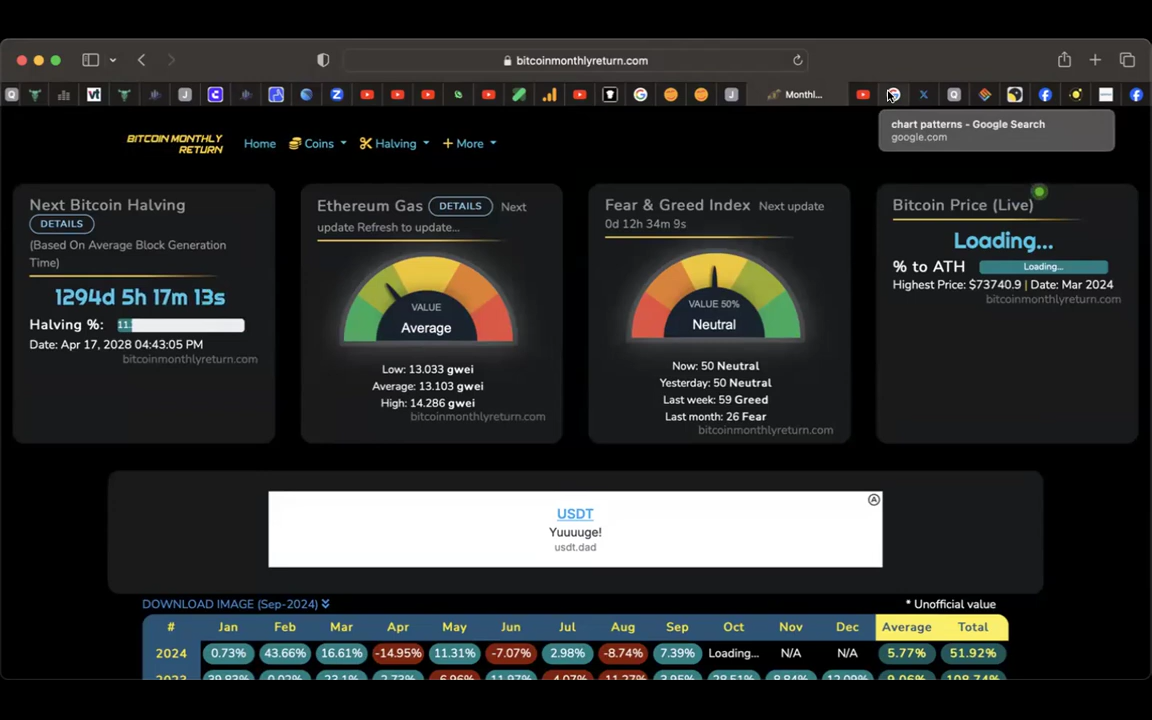 bitcoinmonthlyreturn.com
Monthl...
chart patterns - Google Search
google.com
BITCOIN MONTHLY
RETURN
Home
Coins
Halving
+ More
Next Bitcoin Halving
DETAILS
(Based On Average Block Generation
Time)
1294d 5h 17m 13s
Halving %:
11.
Date: Apr 17, 2028 04:43:05 PM
bitcoinmonthlyreturn.com
Ethereum Gas DETAILS Next
update Refresh to update...
VALUE
Average
Low: 13.033 gwei
Average: 13.103 gwei
High: 14.286 gwei
bitcoinmonthlyreturn.com
Fear & Greed Index Next update
0d 12h 34m 9s
VALUE 50%
Neutral
Now: 50 Neutral
Yesterday: 50 Neutral
Last week: 59 Greed
Last month: 26 Fear
bitcoinmonthlyreturn.com
Bitcoin Price (Live)
Loading...
% to ATH Loading...
Highest Price: $73740.9 | Date: Mar 2024
bitcoinmonthlyreturn.com
USDT
Yuuuuge!
usdt.dad
DOWNLOAD IMAGE (Sep-2024)
* Unofficial value
# Jan Feb Mar Apr May Jun Jul Aug Sep Oct Nov Dec Average Total
2024 0.73% 43.66% 16.61% -14.95% 11.31% -7.07% 2.98% -8.74% 7.39% Loading... N/A N/A 5.77% 51.92%